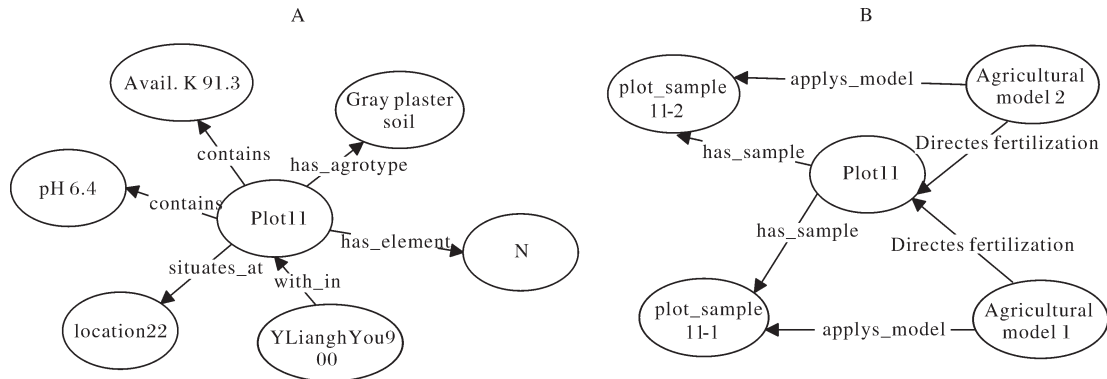 A
Avail. K 91.3
Gray plaster
soil
contains
has_agrotype
pH 6.4
contains
Plot11
has_element
N
situates_at
with_in
location22
YLianghYou9
00
B
plot_sample
11-2
applys_model
Agricultural
model 2
has_sample
Directes fertilization
Plot11
has_sample
Directes fertilization
plot_sample
11-1
applys_model
Agricultural
model 1